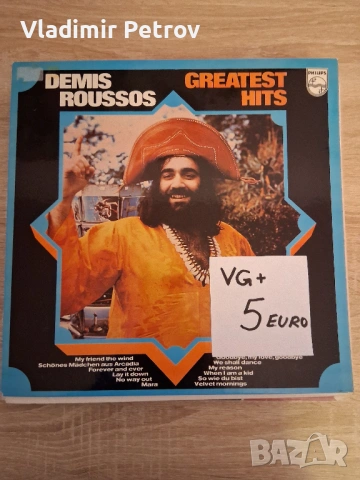 Vladimir Petrov
DEMIS ROUSSOS
GREATEST HITS
PHILIPS
VG+
5 EURO
My friend the wind
Schönes Mädchen aus Arcadia
Forever and ever
Lay it down
No way out
Mara
Goodbye, my love, goodbye
We shall dance
My reason
When I am a kid
So wie du bist
Velvet mornings
BAZAR